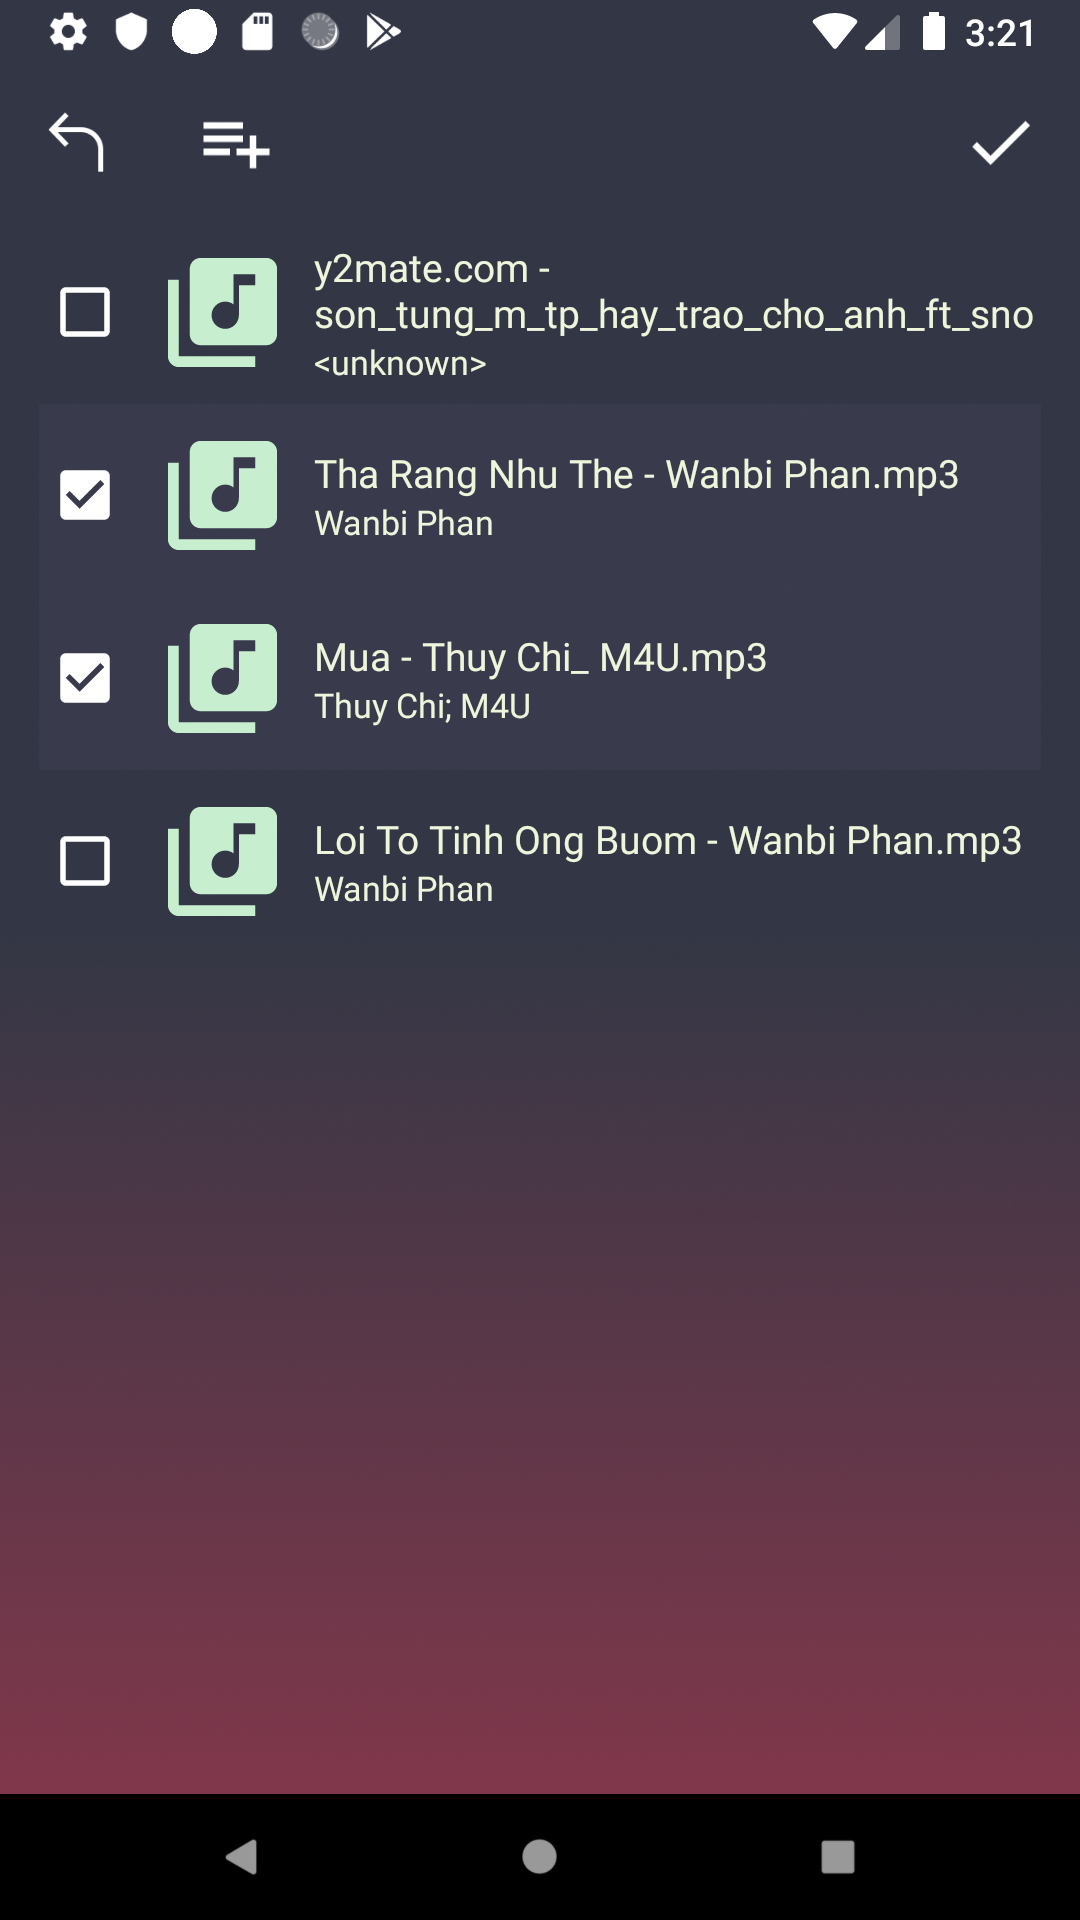 3:21
y2mate.com -
son_tung_m_tp_hay_trao_cho_anh_ft_sno
<unknown>
Tha Rang Nhu The - Wanbi Phan.mp3
Wanbi Phan
Mua - Thuy Chi_ M4U.mp3
Thuy Chi; M4U
Loi To Tinh Ong Buom - Wanbi Phan.mp3
Wanbi Phan